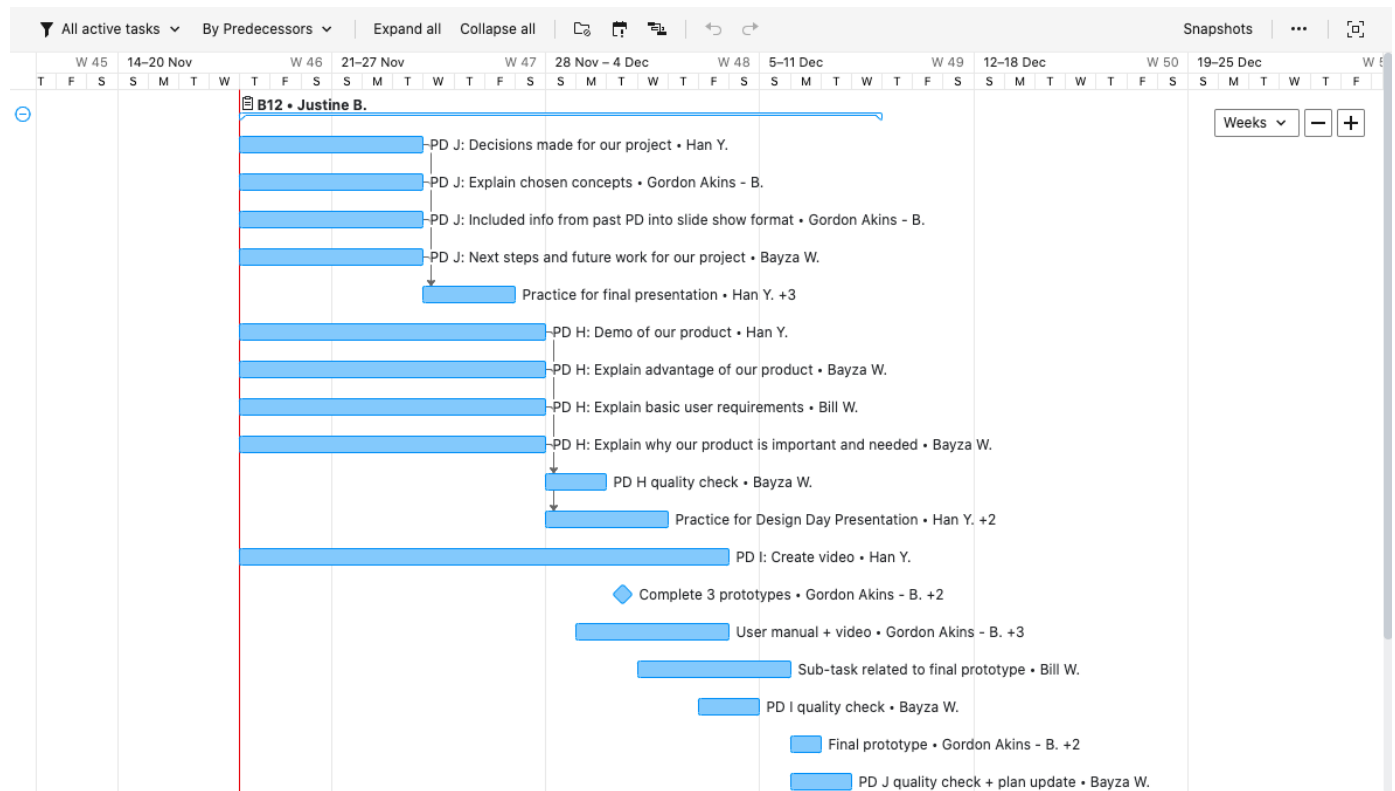 All active tasks By Predecessors Expand all Collapse all Snapshots
W 45 14–20 Nov W 46 21–27 Nov W 47 28 Nov – 4 Dec W 48 5–11 Dec W 49 12–18 Dec W 50 19–25 Dec W 5
T F S S M T W T F S S M T W T F S S M T W T F S S M T W T F S S M T W T F S S M T W T F
B12 • Justine B.
Weeks
PD J: Decisions made for our project • Han Y.
PD J: Explain chosen concepts • Gordon Akins - B.
PD J: Included info from past PD into slide show format • Gordon Akins - B.
PD J: Next steps and future work for our project • Bayza W.
Practice for final presentation • Han Y. +3
PD H: Demo of our product • Han Y.
PD H: Explain advantage of our product • Bayza W.
PD H: Explain basic user requirements • Bill W.
PD H: Explain why our product is important and needed • Bayza W.
PD H quality check • Bayza W.
Practice for Design Day Presentation • Han Y. +2
PD I: Create video • Han Y.
Complete 3 prototypes • Gordon Akins - B. +2
User manual + video • Gordon Akins - B. +3
Sub-task related to final prototype • Bill W.
PD I quality check • Bayza W.
Final prototype • Gordon Akins - B. +2
PD J quality check + plan update • Bayza W.